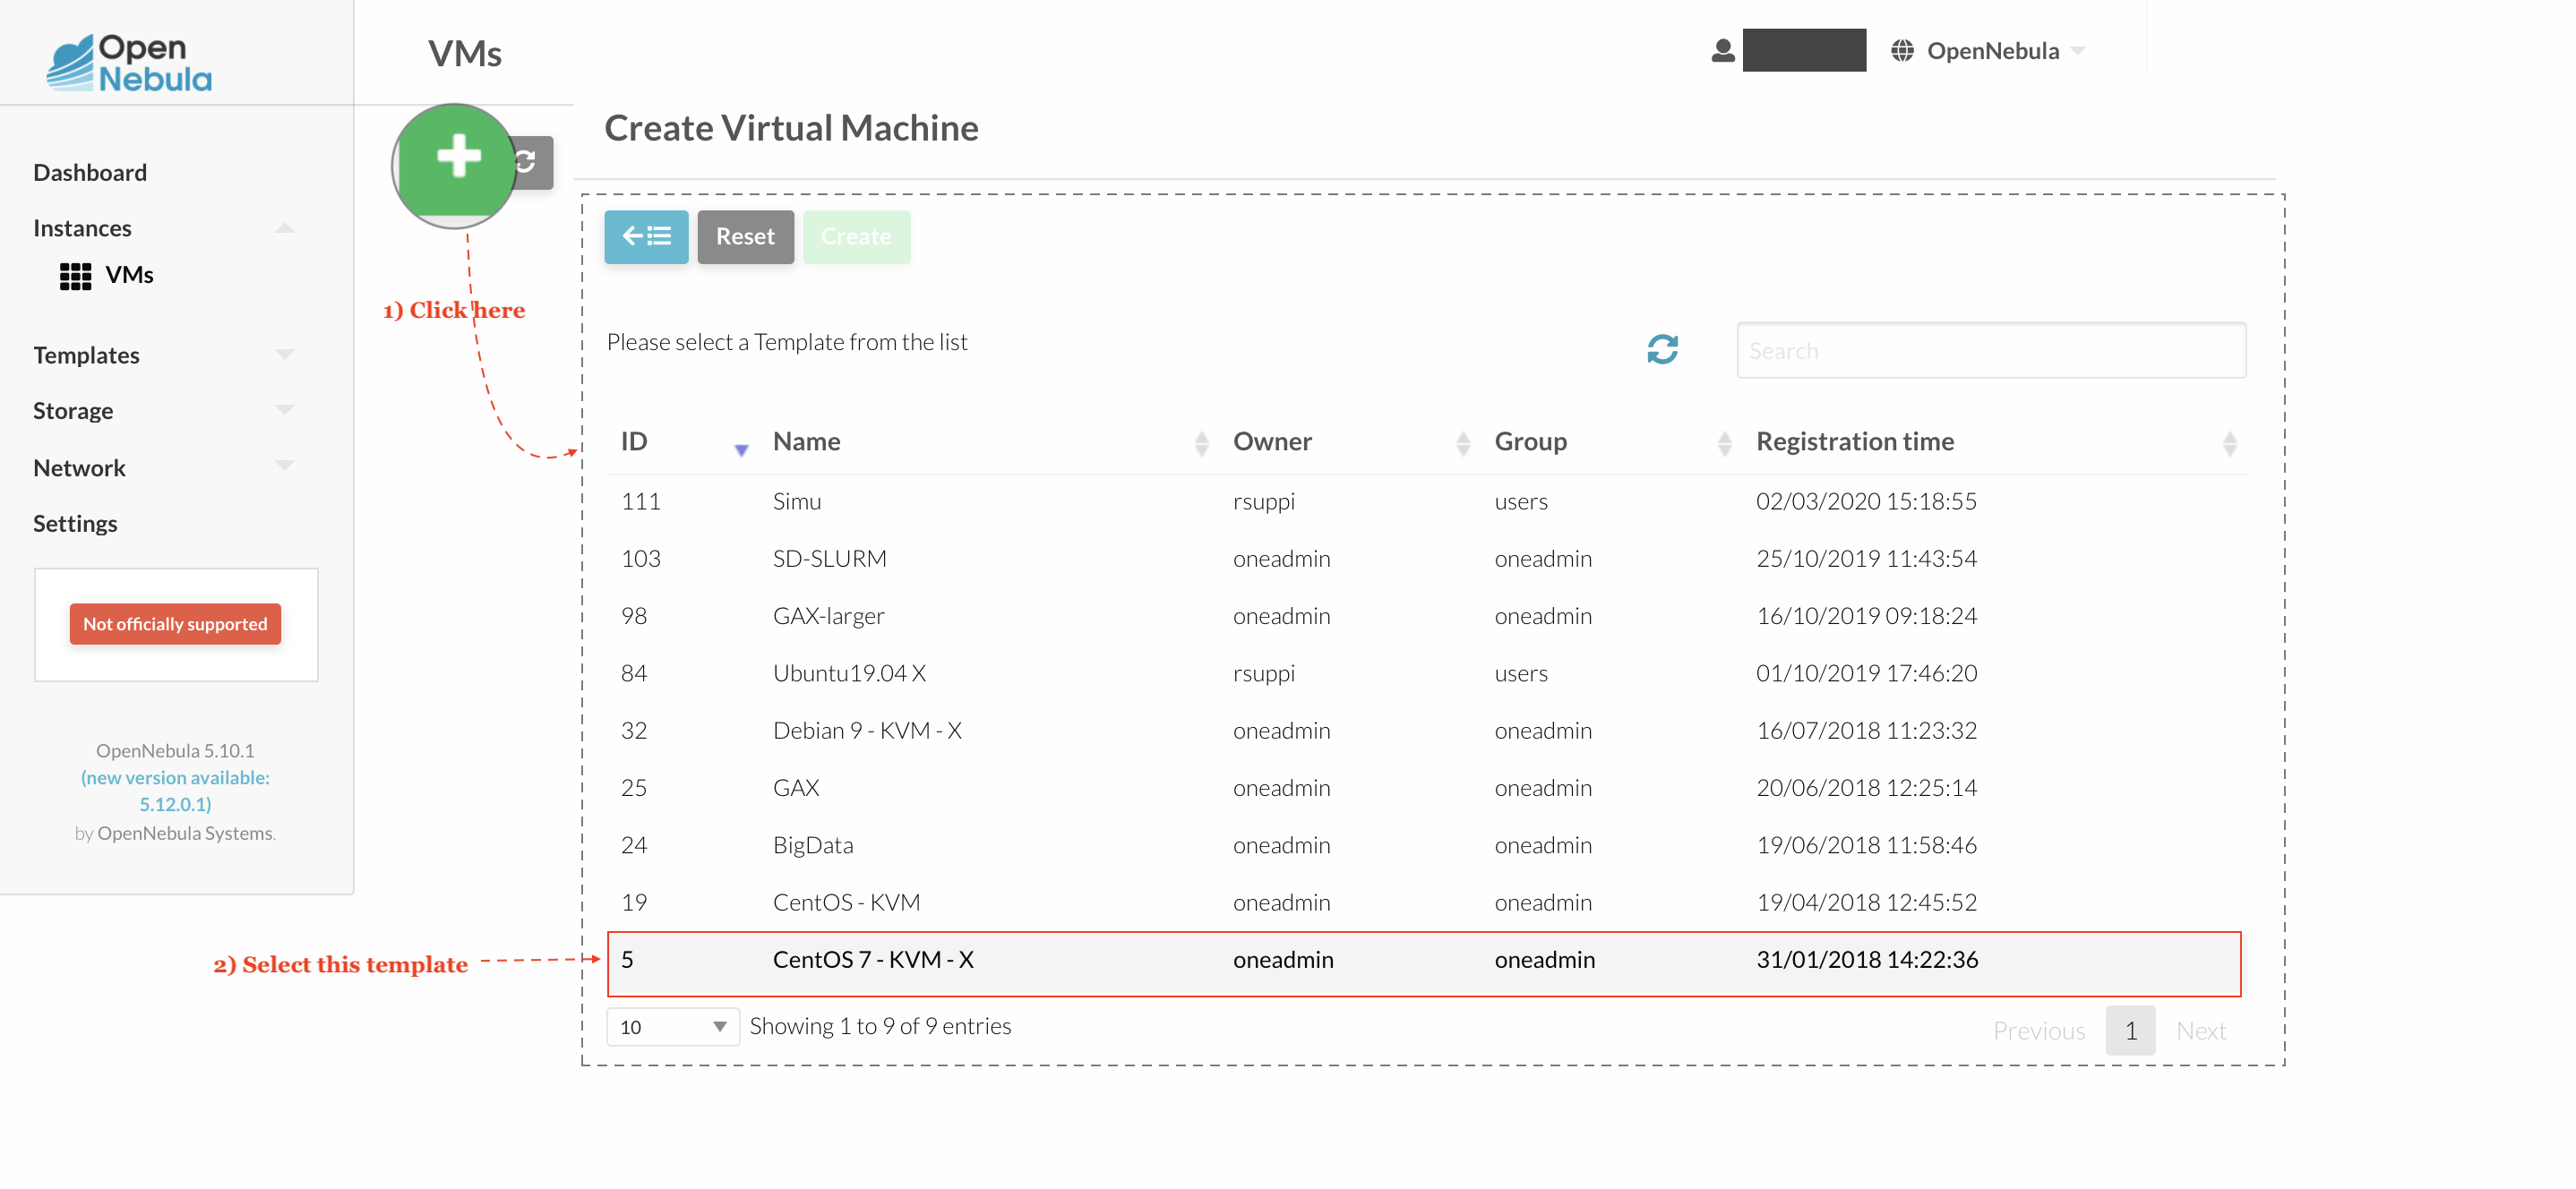 Open
Nebula
VMs
OpenNebula
Create Virtual Machine
Dashboard
Instances
VMs
Templates
Storage
Network
Settings
Not officially supported
OpenNebula 5.10.1
(new version available:
5.12.0.1)
by OpenNebula Systems.
1) Click here
Reset Create
Please select a Template from the list
Search
ID Name Owner Group Registration time
111 Simu rsuppi users 02/03/2020 15:18:55
103 SD-SLURM oneadmin oneadmin 25/10/2019 11:43:54
98 GAX-larger oneadmin oneadmin 16/10/2019 09:18:24
84 Ubuntu19.04 X rsuppi users 01/10/2019 17:46:20
32 Debian 9 - KVM - X oneadmin oneadmin 16/07/2018 11:23:32
25 GAX oneadmin oneadmin 20/06/2018 12:25:14
24 BigData oneadmin oneadmin 19/06/2018 11:58:46
19 CentOS - KVM oneadmin oneadmin 19/04/2018 12:45:52
2) Select this template
5 CentOS 7 - KVM - X oneadmin oneadmin 31/01/2018 14:22:36
10 Showing 1 to 9 of 9 entries
Previous 1 Next